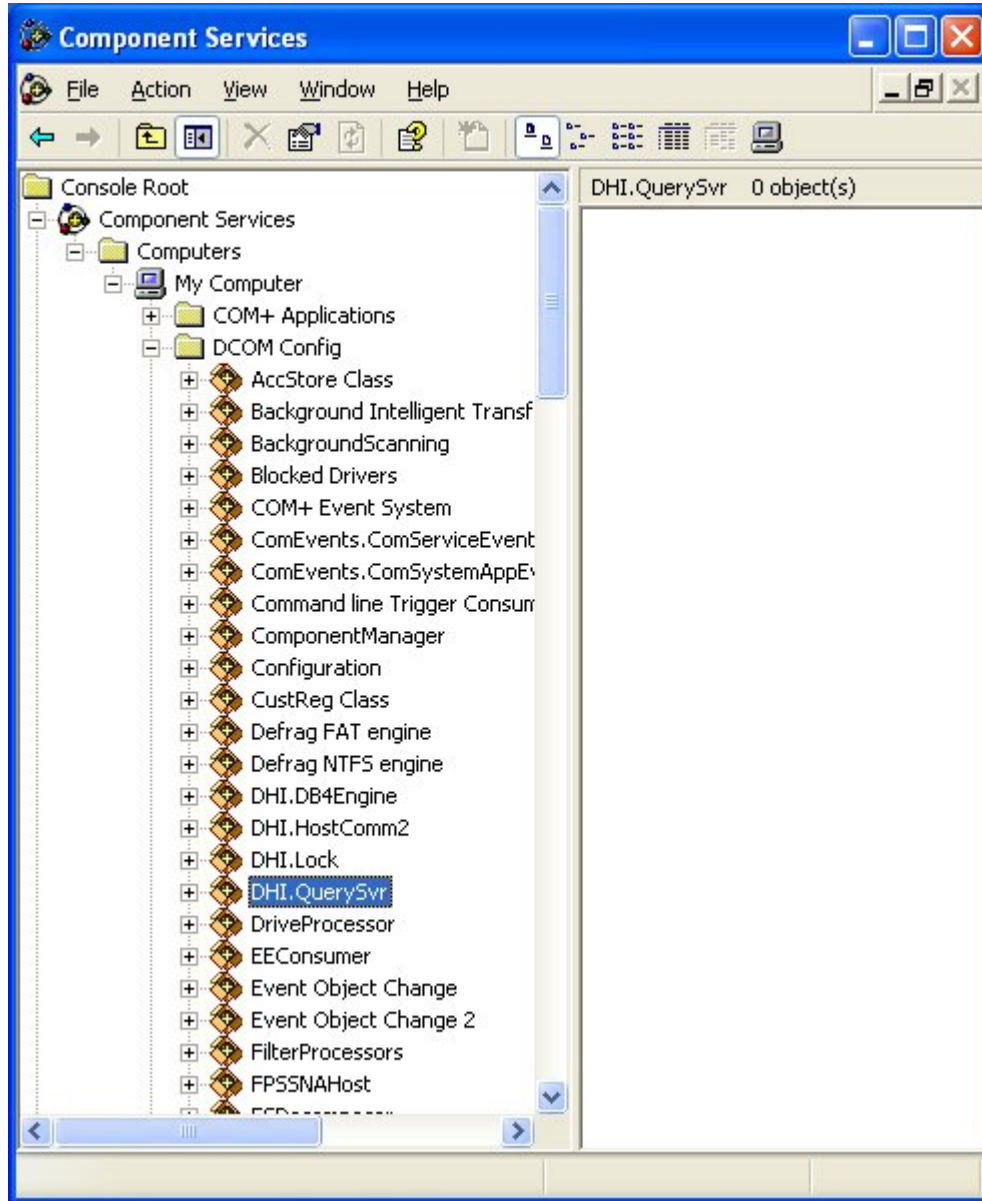 Component Services
File Action View Window Help
Console Root
DHI.QuerySvr 0 object(s)
Component Services
Computers
My Computer
COM+ Applications
DCOM Config
AccStore Class
Background Intelligent Transf
BackgroundScanning
Blocked Drivers
COM+ Event System
ComEvents.ComServiceEvent
ComEvents.ComSystemAppEv
Command line Trigger Consum
ComponentManager
Configuration
CustReg Class
Defrag FAT engine
Defrag NTFS engine
DHI.DB4Engine
DHI.HostComm2
DHI.Lock
DHI.QuerySvr
DriveProcessor
EEConsumer
Event Object Change
Event Object Change 2
FilterProcessors
FPSSNAHost